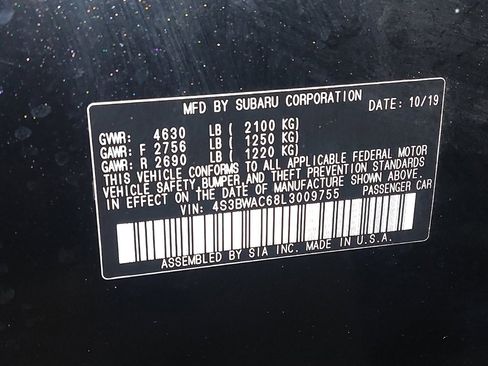 MFD BY SUBARU CORPORATION DATE: 10/19
GVWR: 4630 LB ( 2100 KG)
GAWR: F 2756 LB ( 1250 KG)
GAWR: R 2690 LB ( 1220 KG)
THIS VEHICLE CONFORMS TO ALL APPLICABLE FEDERAL MOTOR
VEHICLE SAFETY, BUMPER, AND THEFT PREVENTION STANDARDS
IN EFFECT ON THE DATE OF MANUFACTURE SHOWN ABOVE.
VIN: 4S3BWAC68L3009755 PASSENGER CAR
ASSEMBLED BY SIA INC. MADE IN U.S.A.